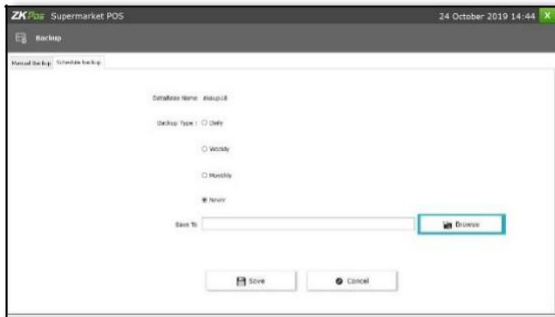 ZKPos Supermarket POS 24 October 2019 14:44 X
Backup
Manual Backup Schedule backup
Database Name
Backup Type : Daily
Weekly
Monthly
Never
Save To Browse
Save Cancel